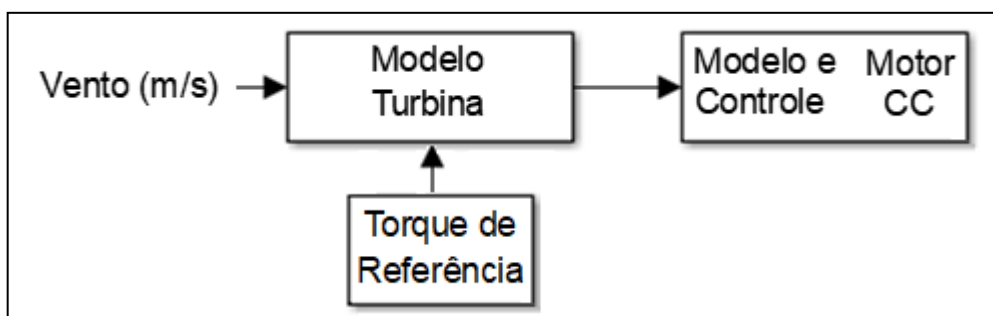 Vento (m/s)
Modelo
Turbina
Modelo e Motor
Controle CC
Torque de
Referência